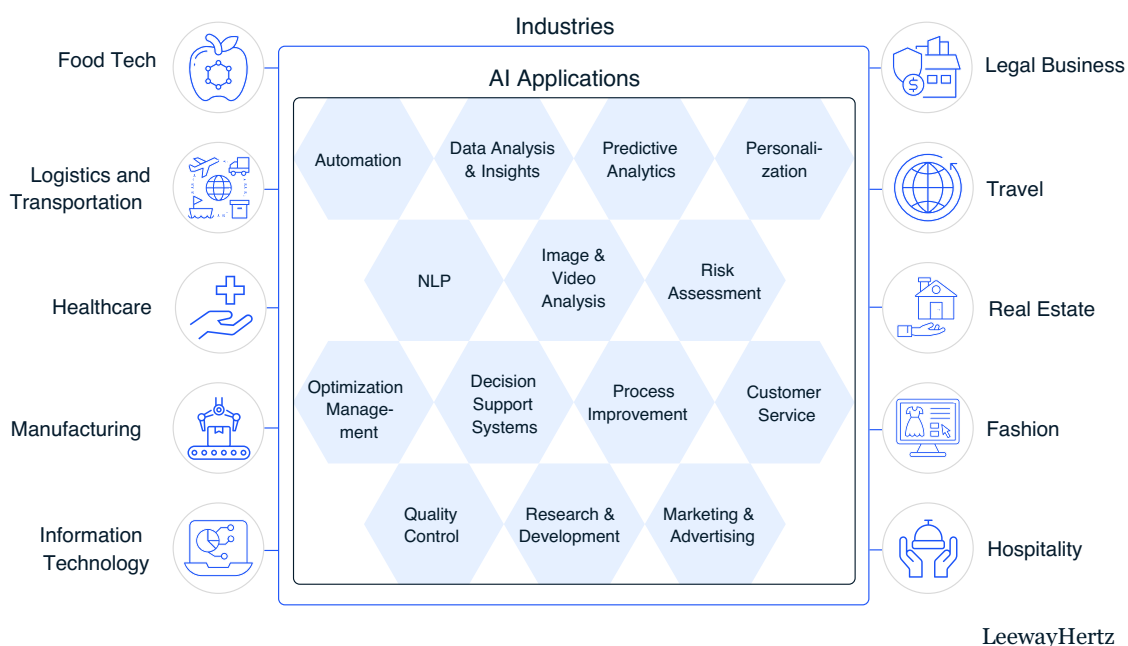 Industries
AI Applications
Food Tech
Logistics and
Transportation
Healthcare
Manufacturing
Information
Technology
Automation
Data Analysis
& Insights
Predictive
Analytics
Personali-
zation
NLP
Image &
Video
Analysis
Risk
Assessment
Optimization
Manage-
ment
Decision
Support
Systems
Process
Improvement
Customer
Service
Quality
Control
Research &
Development
Marketing &
Advertising
$
Legal Business
Travel
Real Estate
Fashion
Hospitality
LeewayHertz